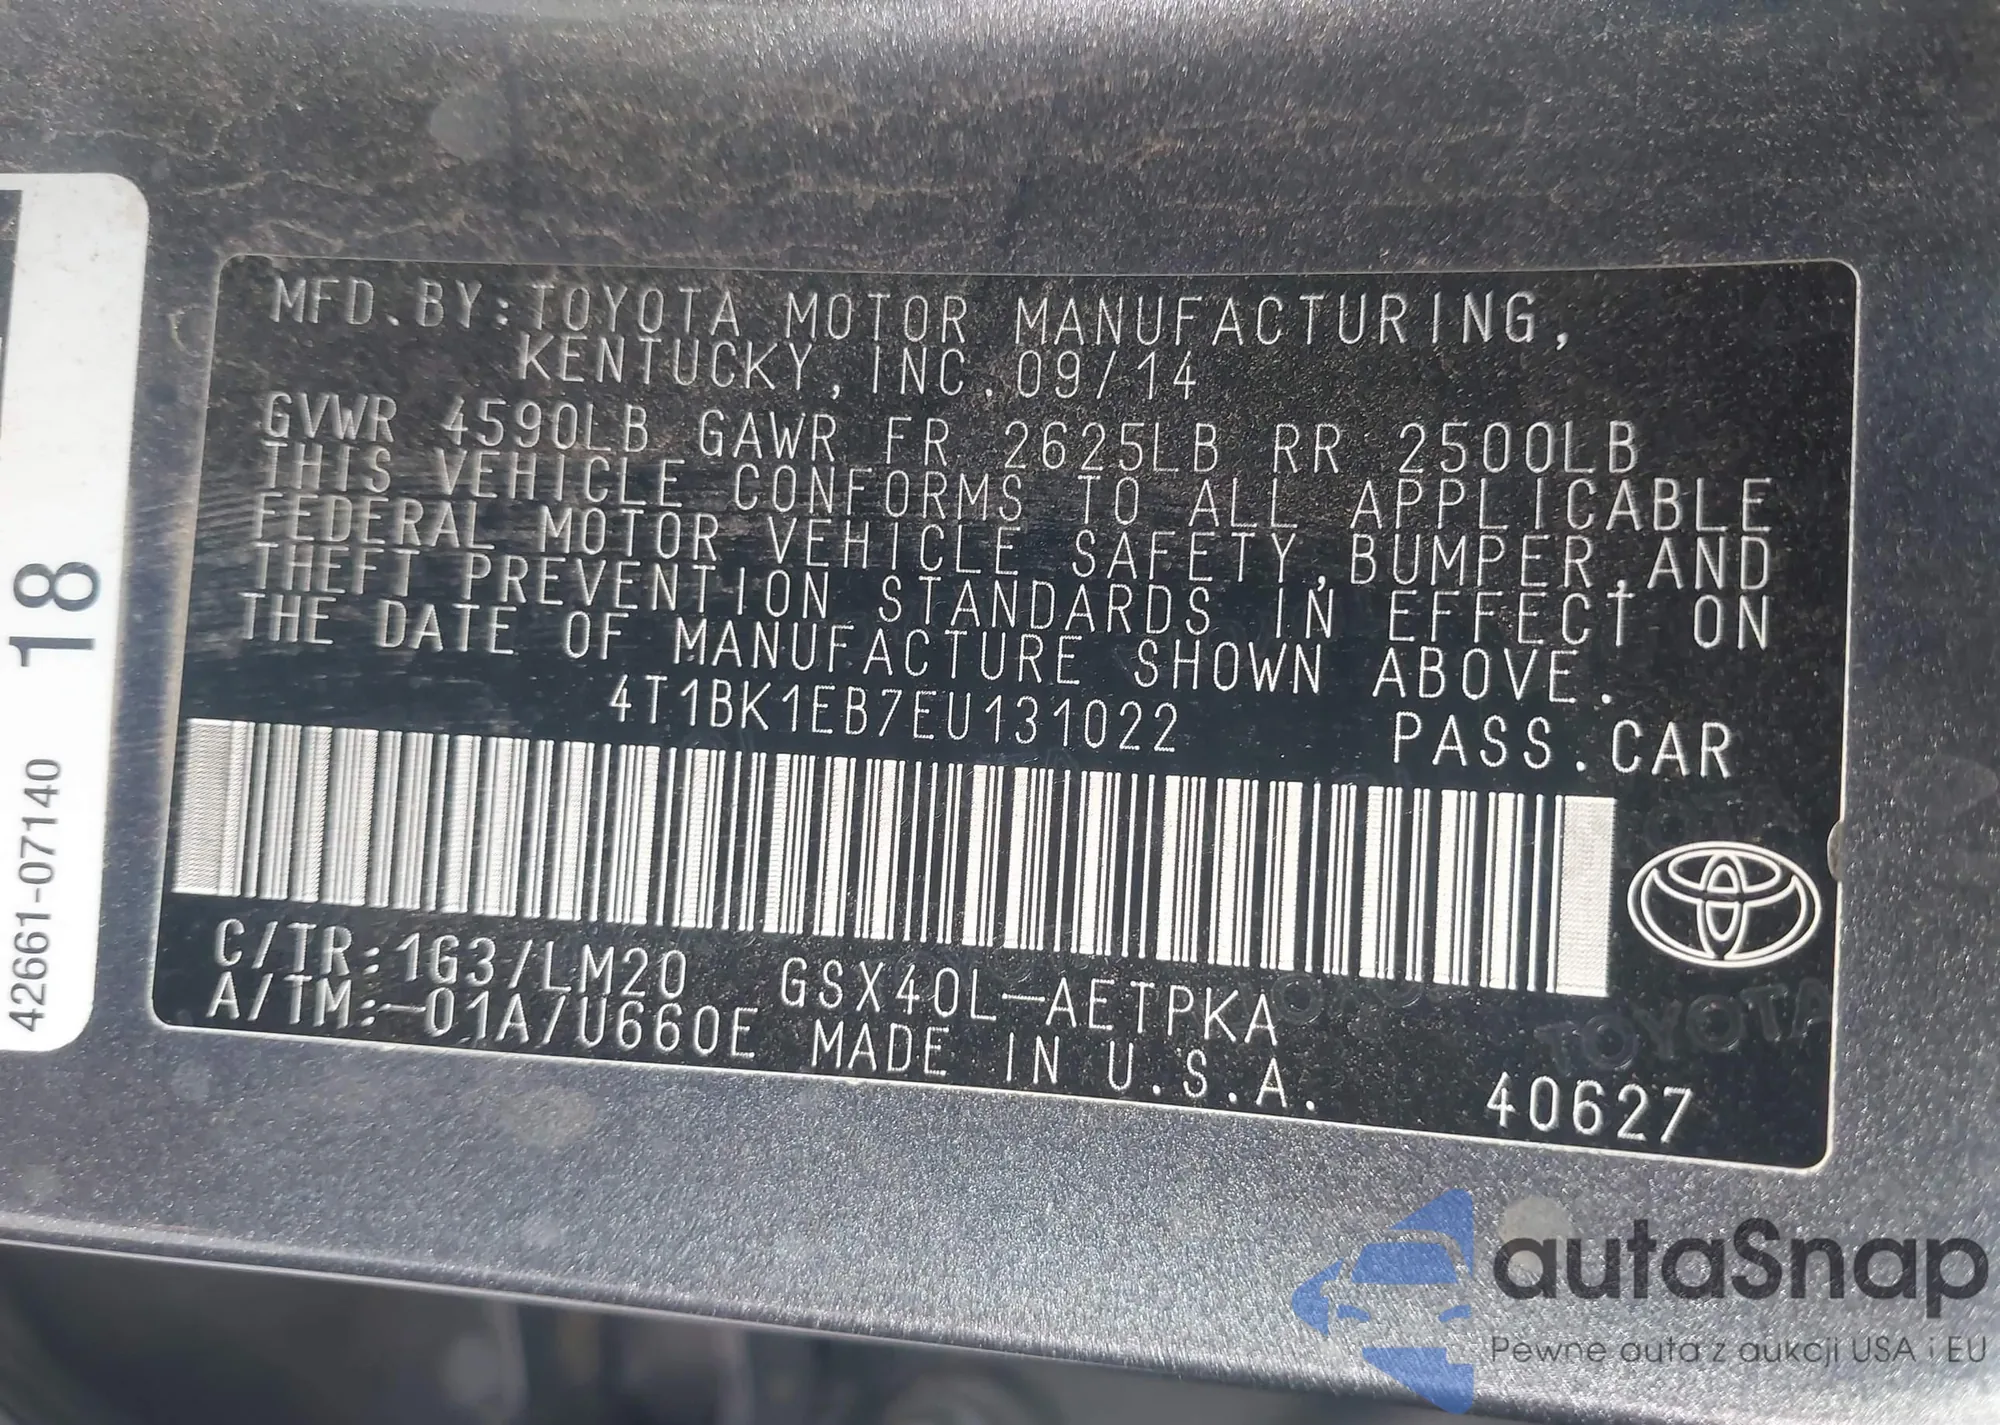 MFD.BY:TOYOTA MOTOR MANUFACTURING,
KENTUCKY,INC.09/14
GVWR 4590LB GAWR FR 2625LB RR 2500LB
THIS VEHICLE CONFORMS TO ALL APPLICABLE
FEDERAL MOTOR VEHICLE SAFETY,BUMPER,AND
THEFT PREVENTION STANDARDS IN EFFECT ON
THE DATE OF MANUFACTURE SHOWN ABOVE.
4T1BK1EB7EU131022 PASS.CAR
C/TR:1G3/LM20 GSX40L-AETPKA
A/TM:-01A/U660E MADE IN U.S.A.
40627
TOYOTA
18
42661-07140
autaSnap
Pewne auta z aukcji USA i EU